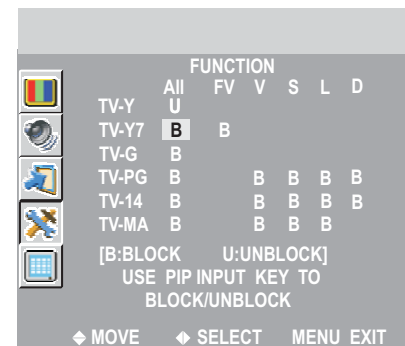 FUNCTION
All FV V S L D
TV-Y U
TV-Y7 B B
TV-G B
TV-PG B B B B B
TV-14 B B B B B
TV-MA B B B B
[B:BLOCK U:UNBLOCK]
USE PIP INPUT KEY TO
BLOCK/UNBLOCK
MOVE SELECT MENU EXIT